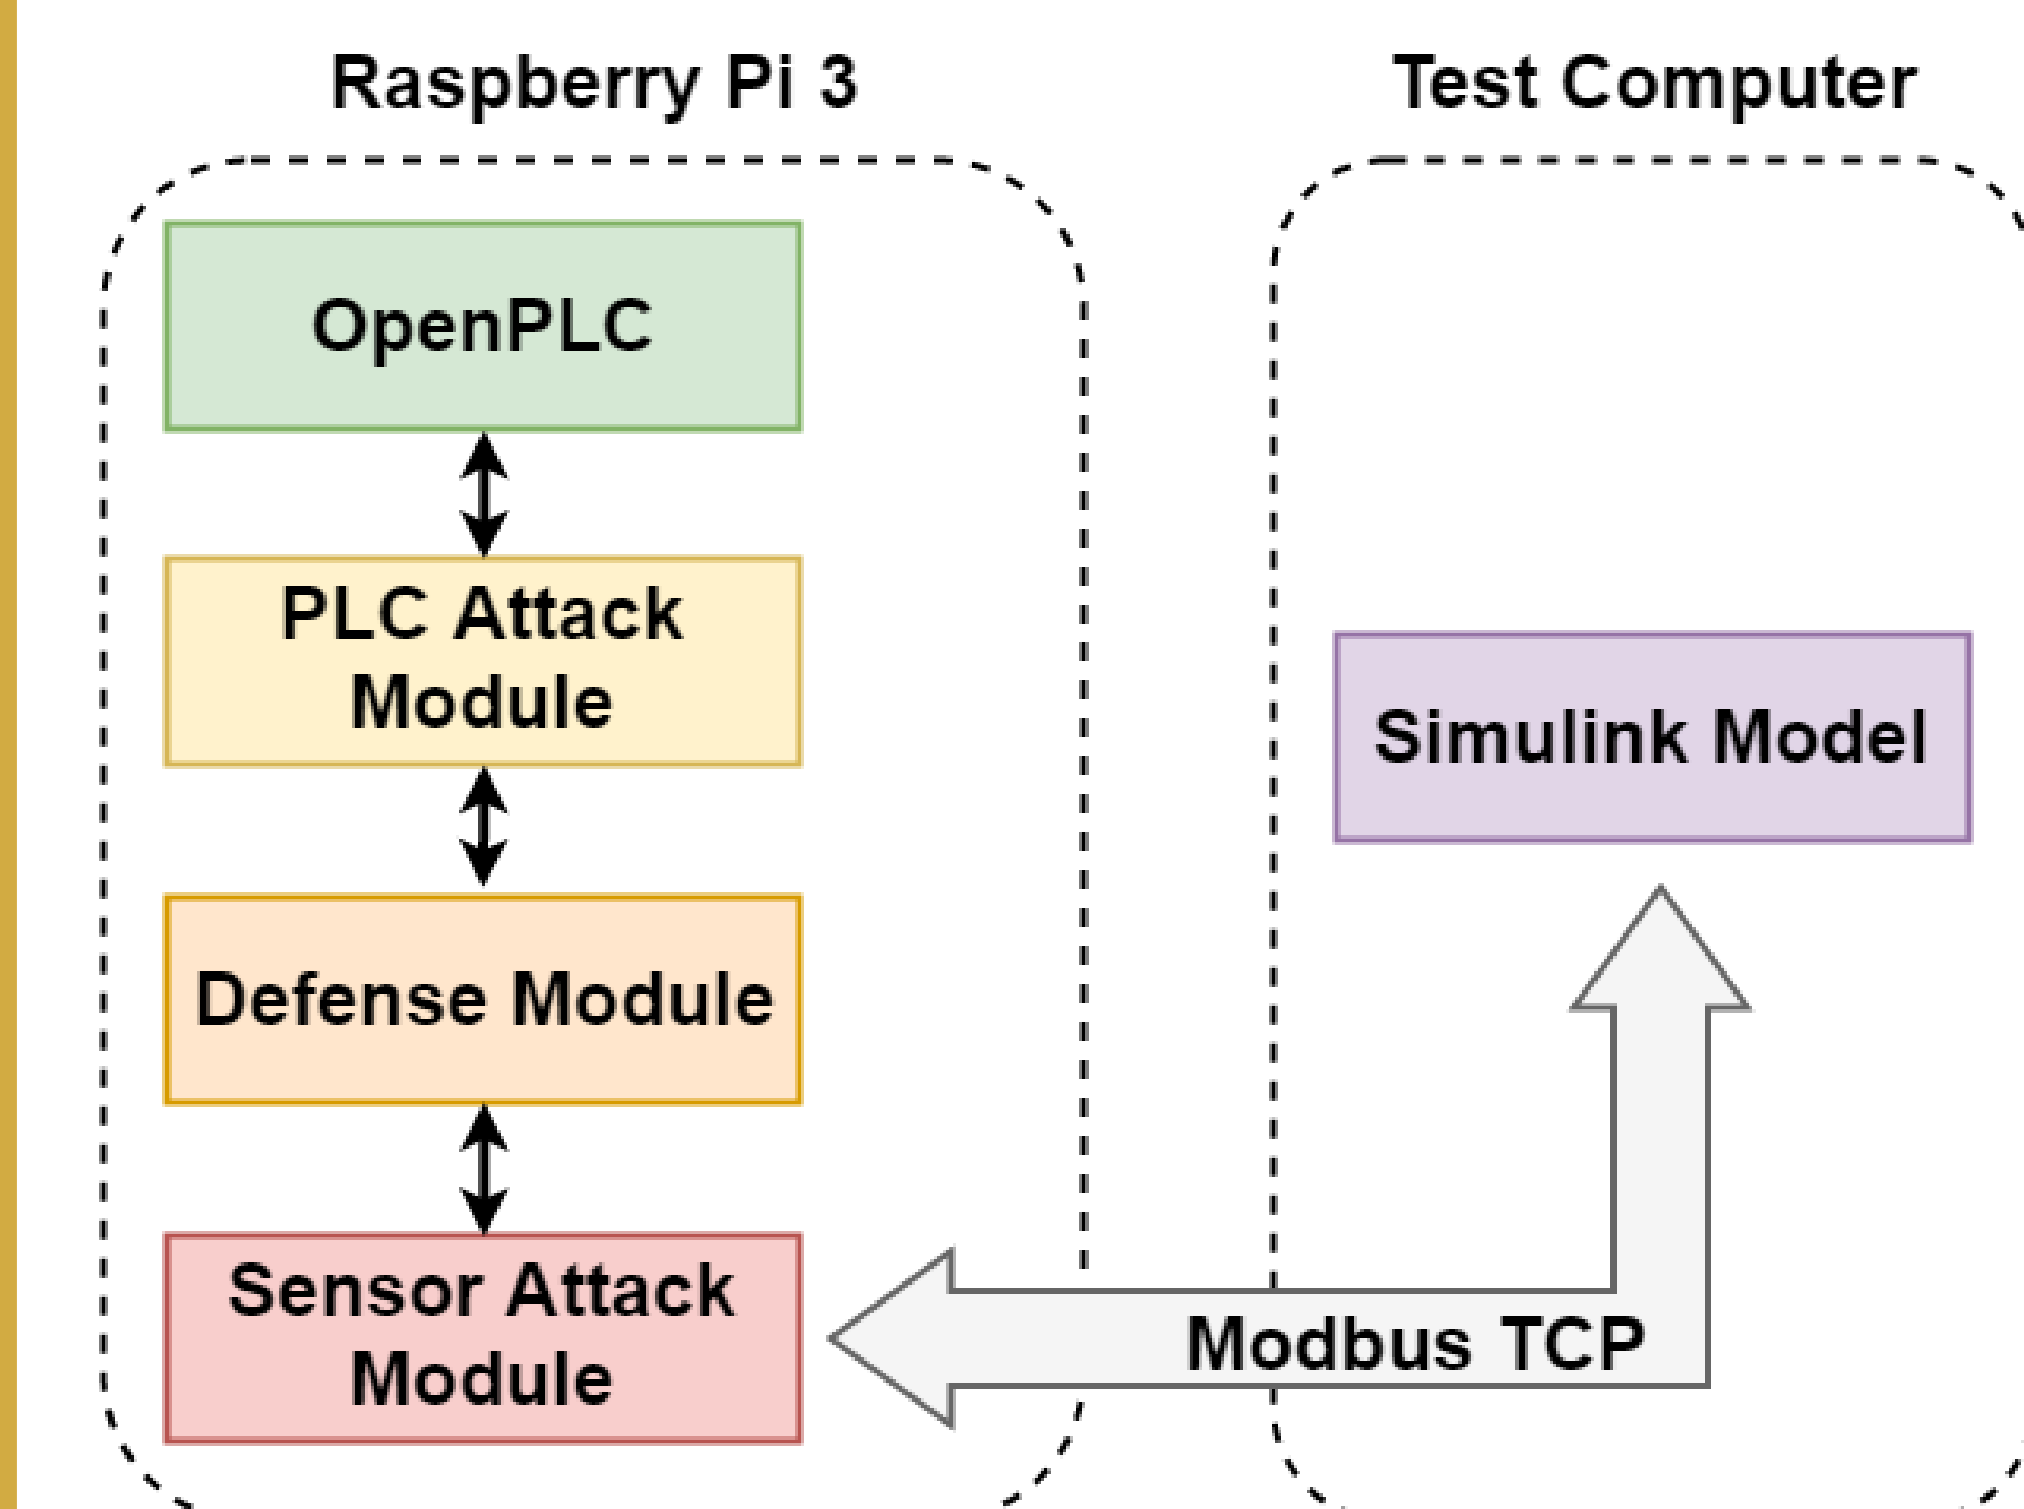 Raspberry Pi 3
Test Computer
OpenPLC
PLC Attack
Module
Simulink Model
Defense Module
Sensor Attack
Module
Modbus TCP